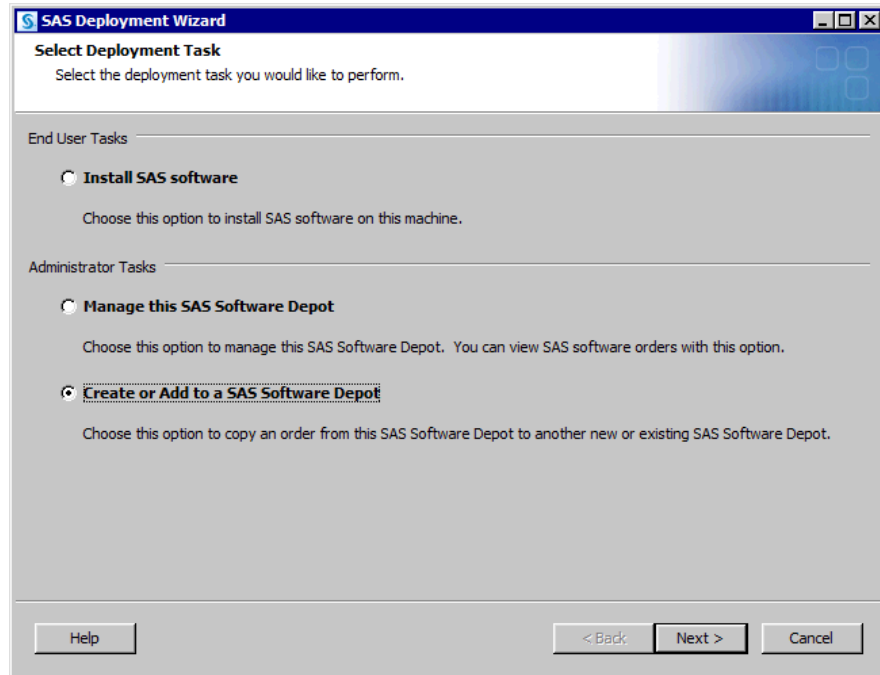 SAS Deployment Wizard
Select Deployment Task
Select the deployment task you would like to perform.
End User Tasks
Install SAS software
Choose this option to install SAS software on this machine.
Administrator Tasks
Manage this SAS Software Depot
Choose this option to manage this SAS Software Depot.  You can view SAS software orders with this option.
Create or Add to a SAS Software Depot
Choose this option to copy an order from this SAS Software Depot to another new or existing SAS Software Depot.
Help < Back Next > Cancel